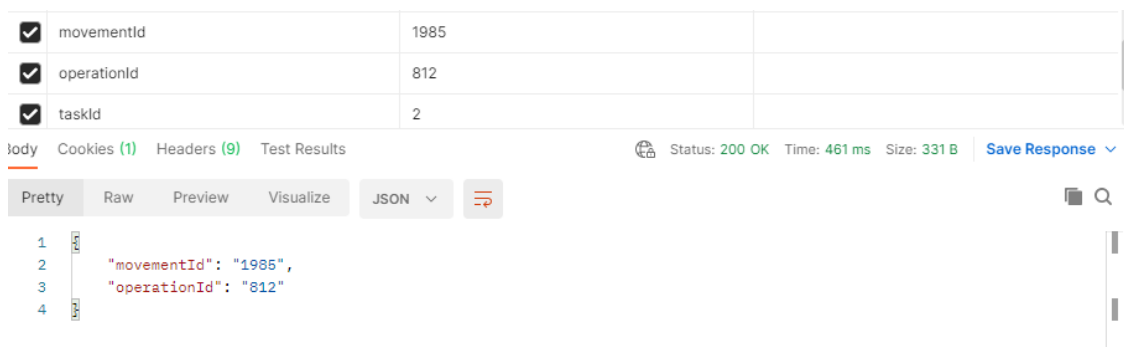 movementId 1985
operationId 812
taskId 2
Body Cookies (1) Headers (9) Test Results Status: 200 OK Time: 461 ms Size: 331 B Save Response
Pretty Raw Preview Visualize JSON
1 {
2 "movementId": "1985",
3 "operationId": "812"
4 }